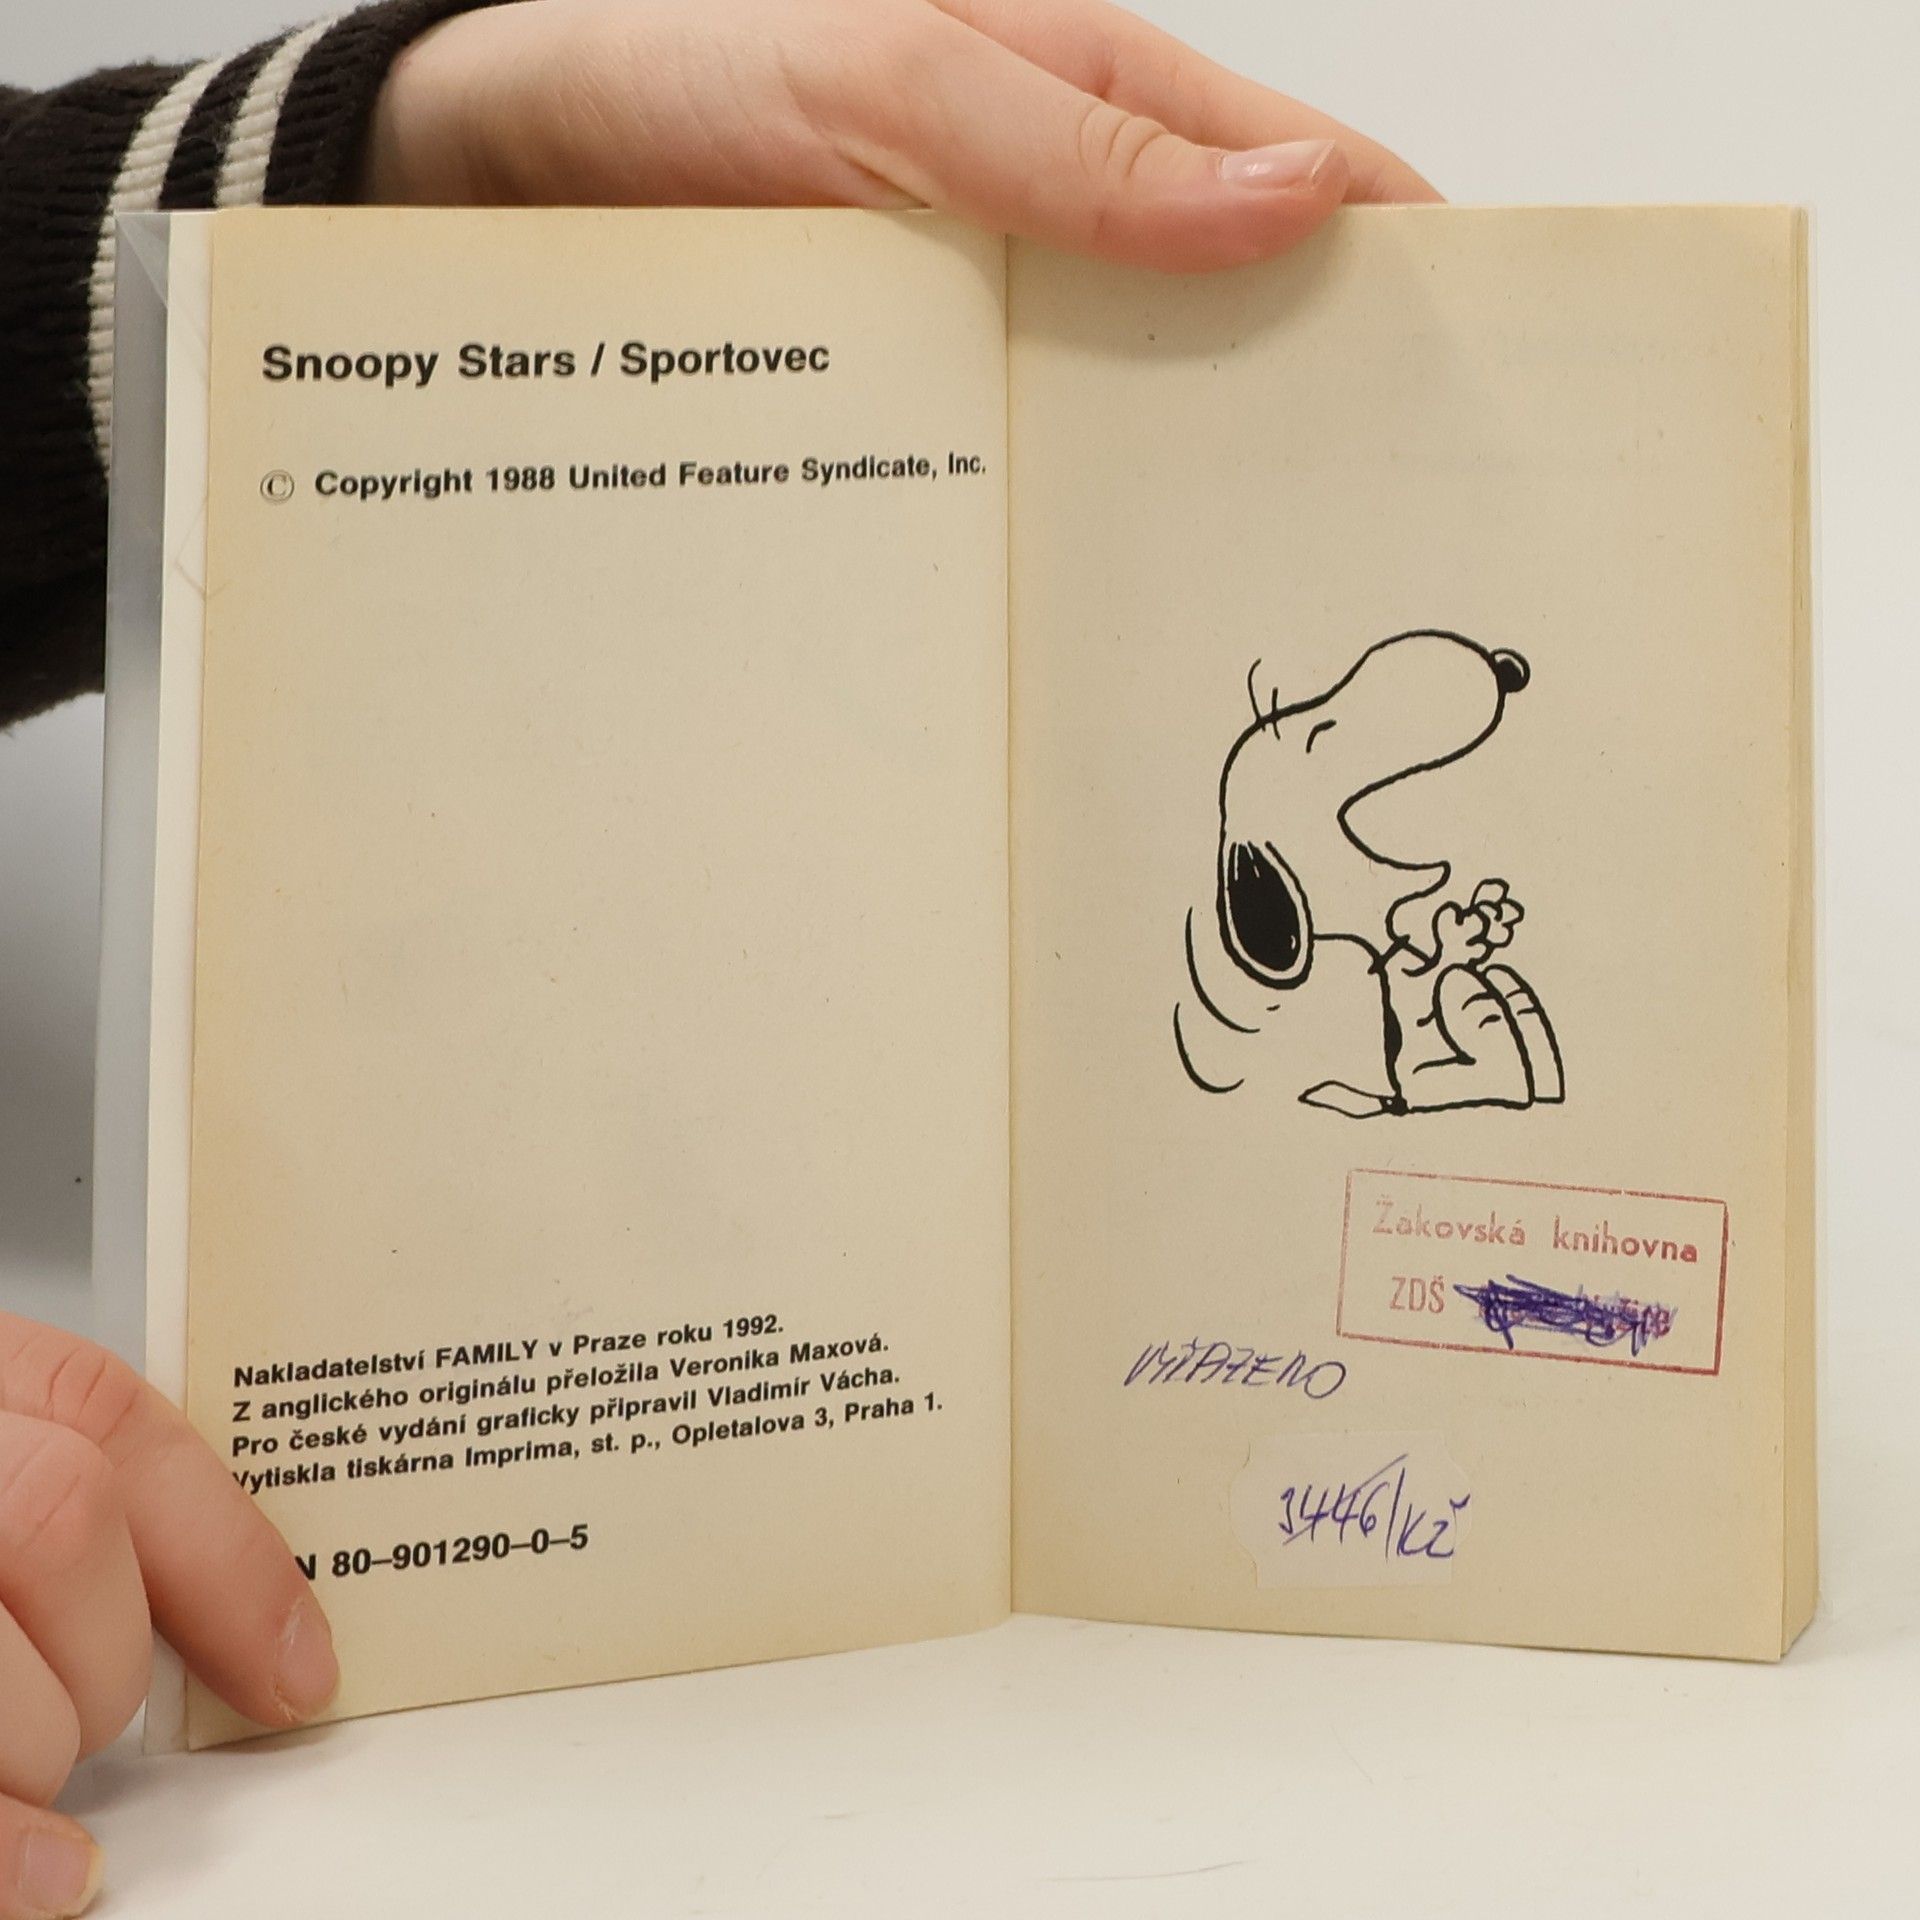 Snoopy Stars / Sportovec
© Copyright 1988 United Feature Syndicate, Inc.
Nakladatelství FAMILY v Praze roku 1992.
Z anglického originálu přeložila Veronika Maxová.
Pro české vydání graficky připravil Vladimír Vácha.
Vytiskla tiskárna Imprima, st. p., Opletalova 3, Praha 1.
N 80–901290–0–5
Žakovská knihovna
ZDŠ
VYŘAZENO
3446/Kč